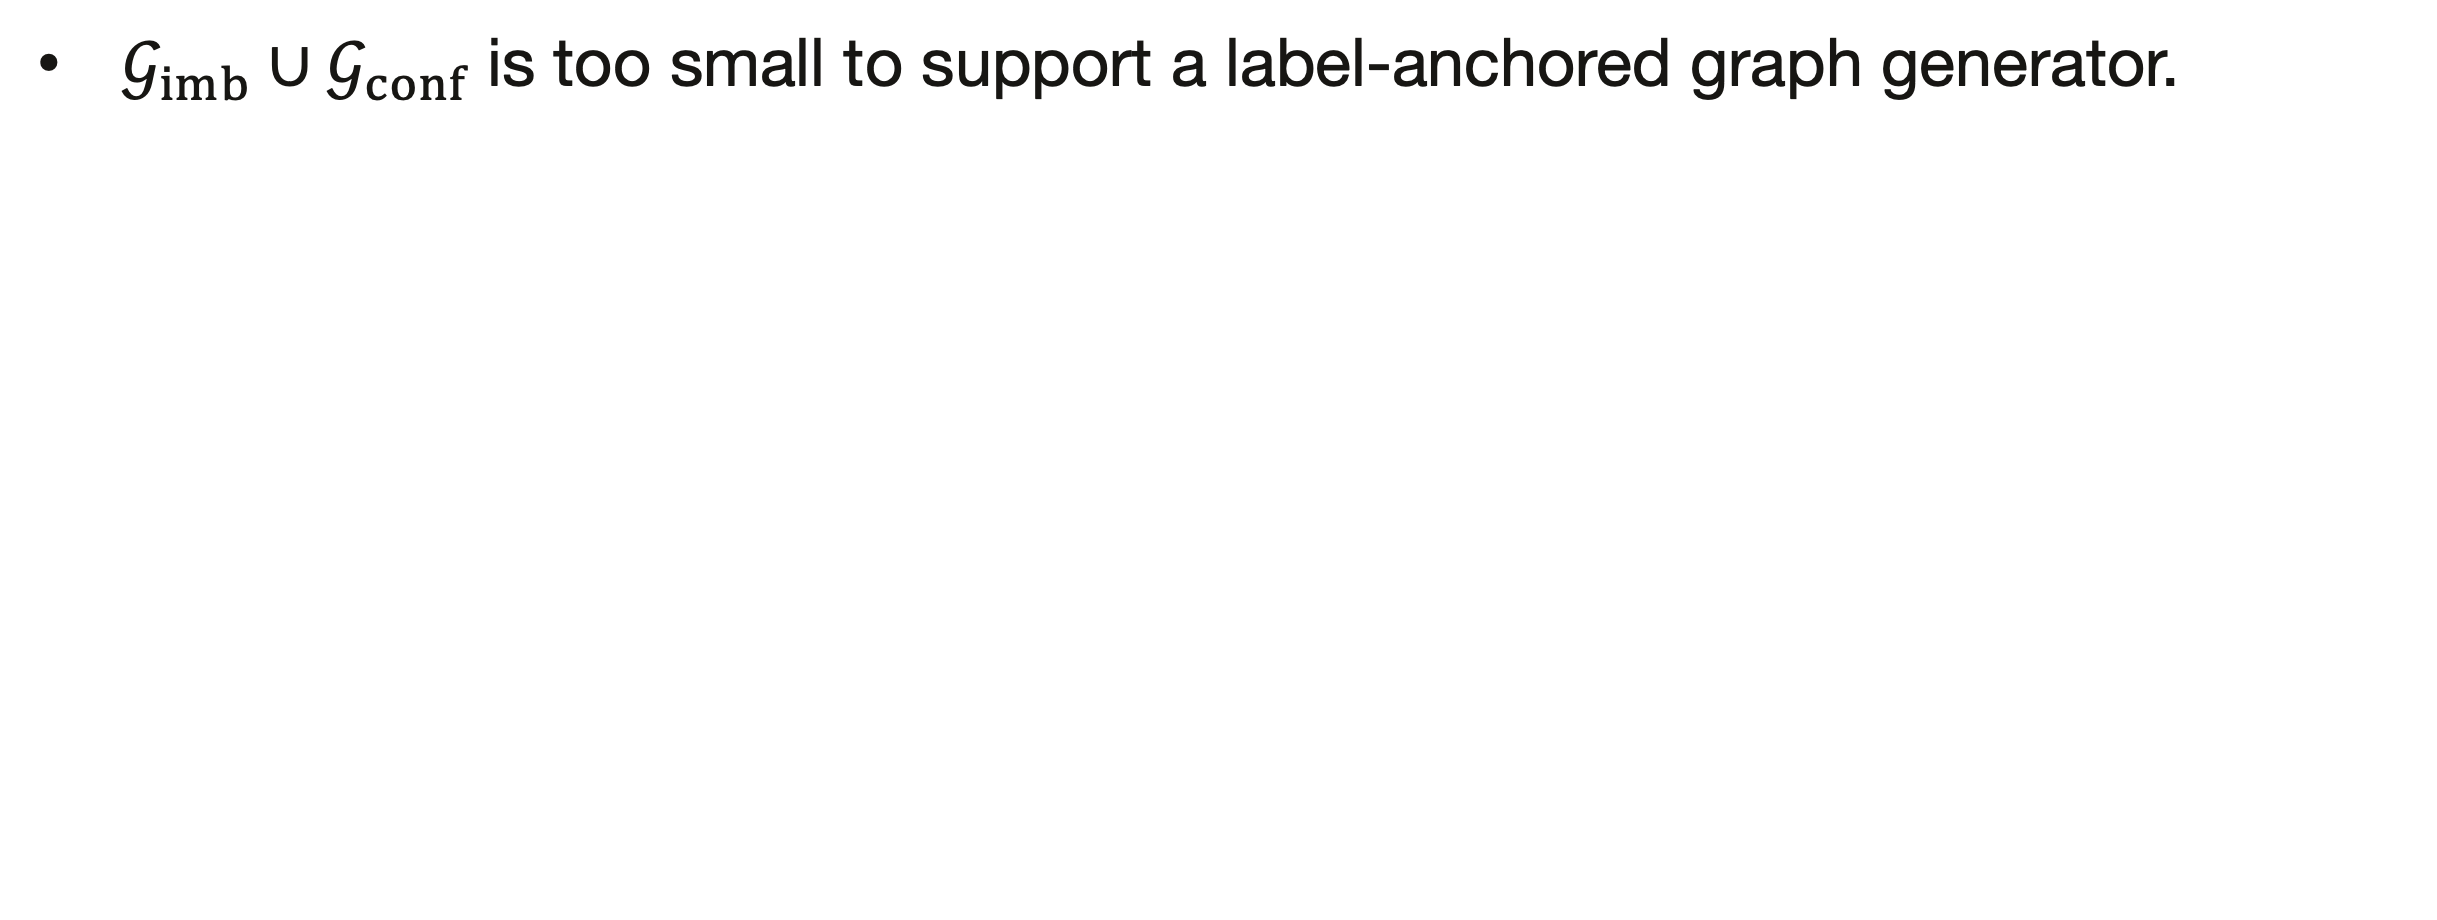 • 𝒢imb ∪ 𝒢conf is too small to support a label-anchored graph generator.